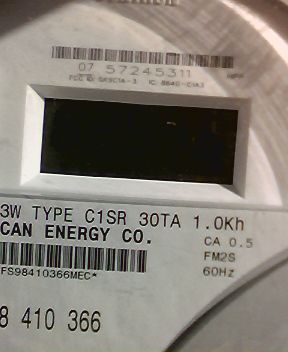 07 57245311
3W TYPE C1SR 30TA 1.0Kh
CAN ENERGY CO.
CA 0.5
FM2S
60Hz
FS98410366MEC*
8 410 366